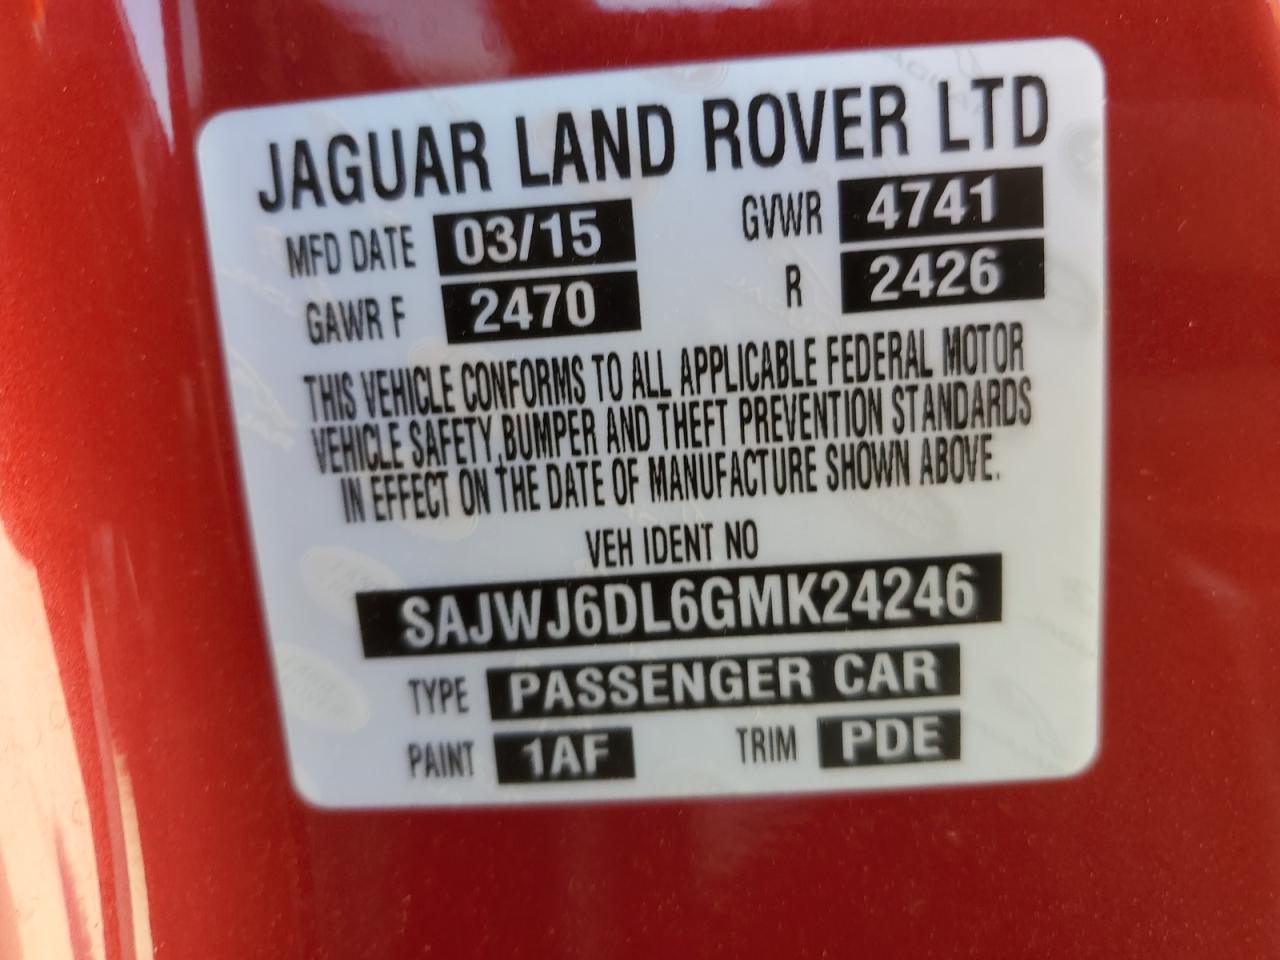 JAGUAR LAND ROVER LTD
MFD DATE 03/15 GVWR 4741
GAWR F 2470 R 2426
THIS VEHICLE CONFORMS TO ALL APPLICABLE FEDERAL MOTOR
VEHICLE SAFETY,BUMPER AND THEFT PREVENTION STANDARDS
IN EFFECT ON THE DATE OF MANUFACTURE SHOWN ABOVE.
VEH IDENT NO
SAJWJ6DL6GMK24246
TYPE PASSENGER CAR
PAINT 1AF TRIM PDE